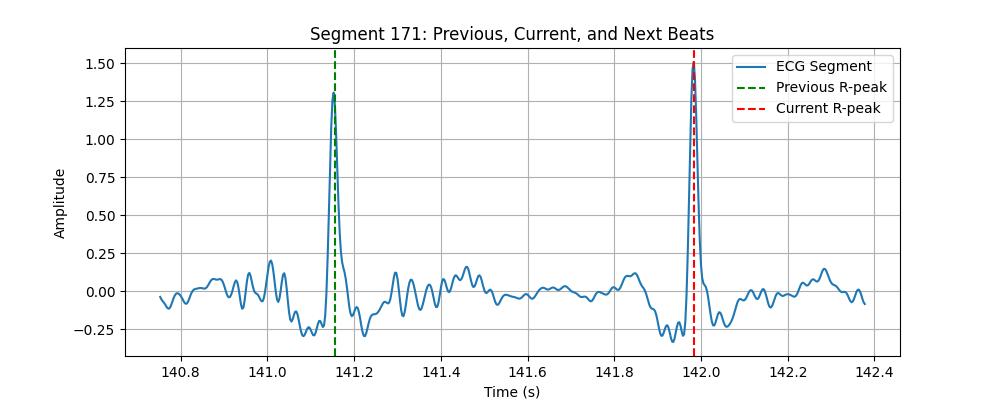 Segment 171: Previous, Current, and Next Beats
ECG Segment
Previous R-peak
Current R-peak
Amplitude
1.50
1.25
1.00
0.75
0.50
0.25
0.00
−0.25
140.8 141.0 141.2 141.4 141.6 141.8 142.0 142.2 142.4
Time (s)